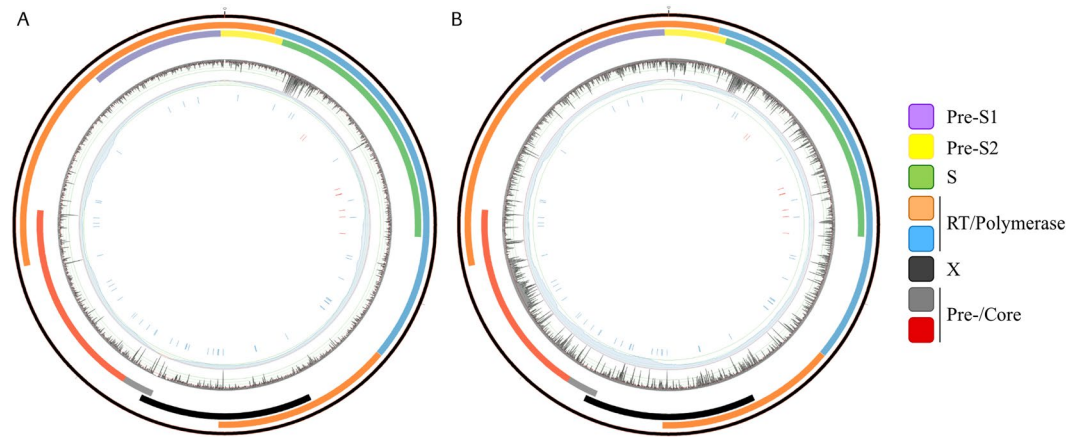 A
B
Pre-S1
Pre-S2
S
RT/Polymerase
X
Pre-/Core